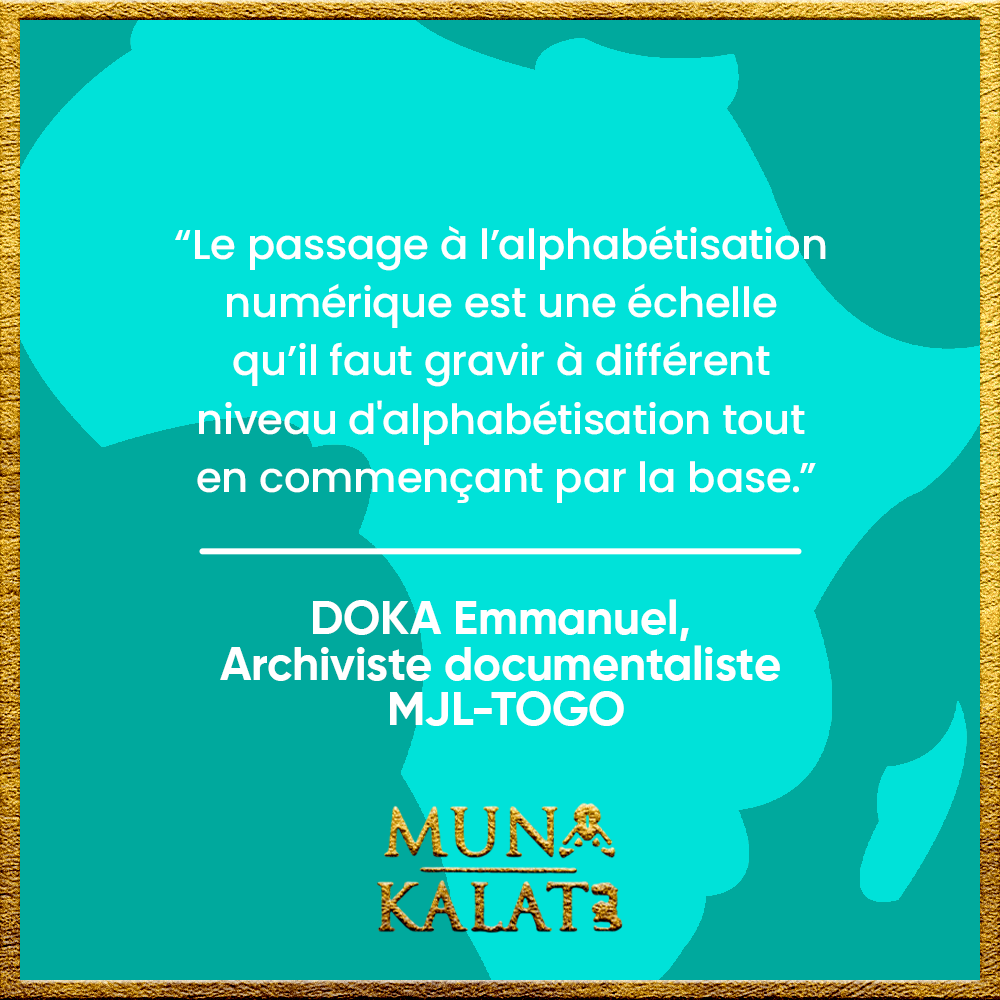 “Le passage à l’alphabétisation
numérique est une échelle
qu’il faut gravir à différent
niveau d'alphabétisation tout
en commençant par la base.”
DOKA Emmanuel,
Archiviste documentaliste
MJL-TOGO
MUNA
KALATI